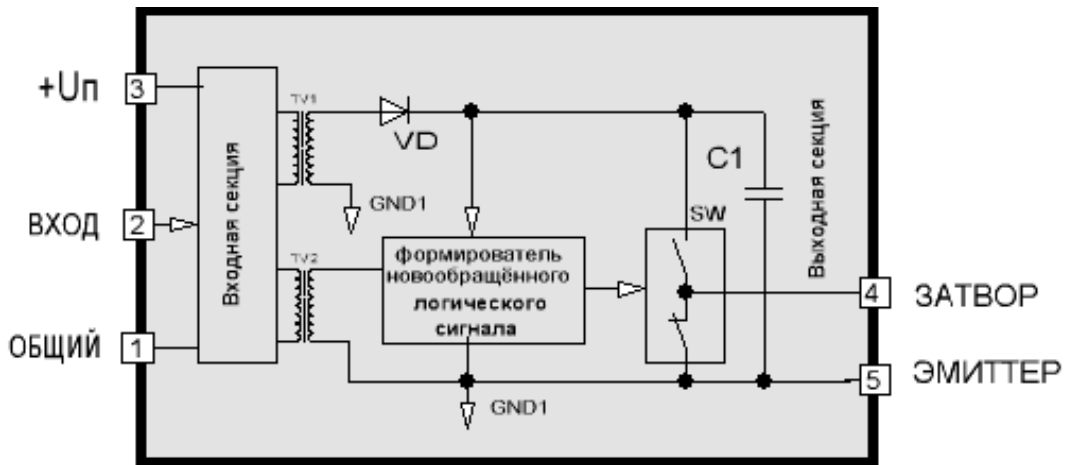 +Uп
3
TV1
VD
GND1
C1
SW
Входная секция
Выходная секция
ВХОД
2
TV2
формирователь
новообращённого
логического
сигнала
4
ЗАТВОР
ОБЩИЙ
1
GND1
5
ЭМИТТЕР